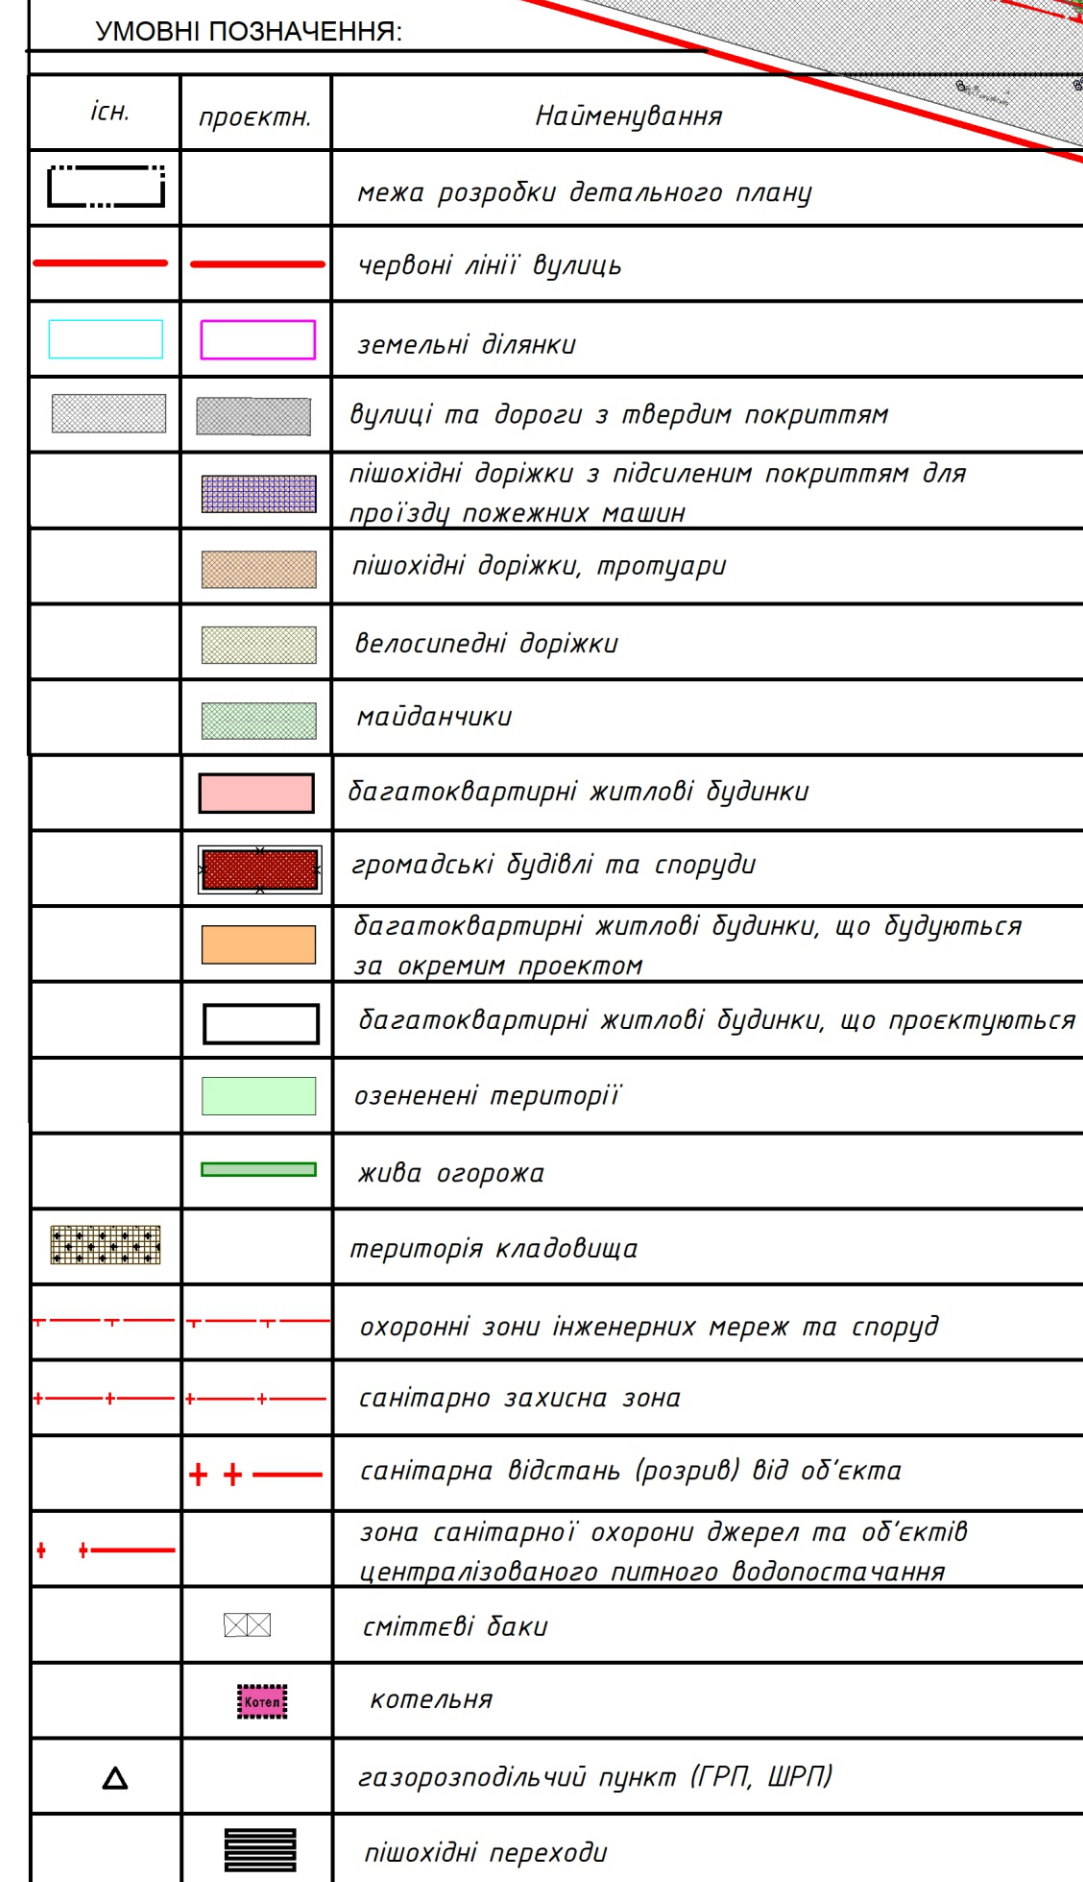 УМОВНІ ПОЗНАЧЕННЯ:
існ. проєктн. Найменування
межа розробки детального плану
червоні лінії вулиць
земельні ділянки
вулиці та дороги з твердим покриттям
пішохідні доріжки з підсиленим покриттям для
проїзду пожежних машин
пішохідні доріжки, тротуари
велосипедні доріжки
майданчики
багатоквартирні житлові будинки
громадські будівлі та споруди
багатоквартирні житлові будинки, що будуються
за окремим проектом
багатоквартирні житлові будинки, що проєктуються
озененені території
жива огорожа
територія кладовища
охоронні зони інженерних мереж та споруд
санітарно захисна зона
санітарна відстань (розрив) від об'єкта
зона санітарної охорони джерел та об'єктів
централізованого питного водопостачання
сміттєві баки
Котел котельня
газорозподільчий пункт (ГРП, ШРП)
пішохідні переходи